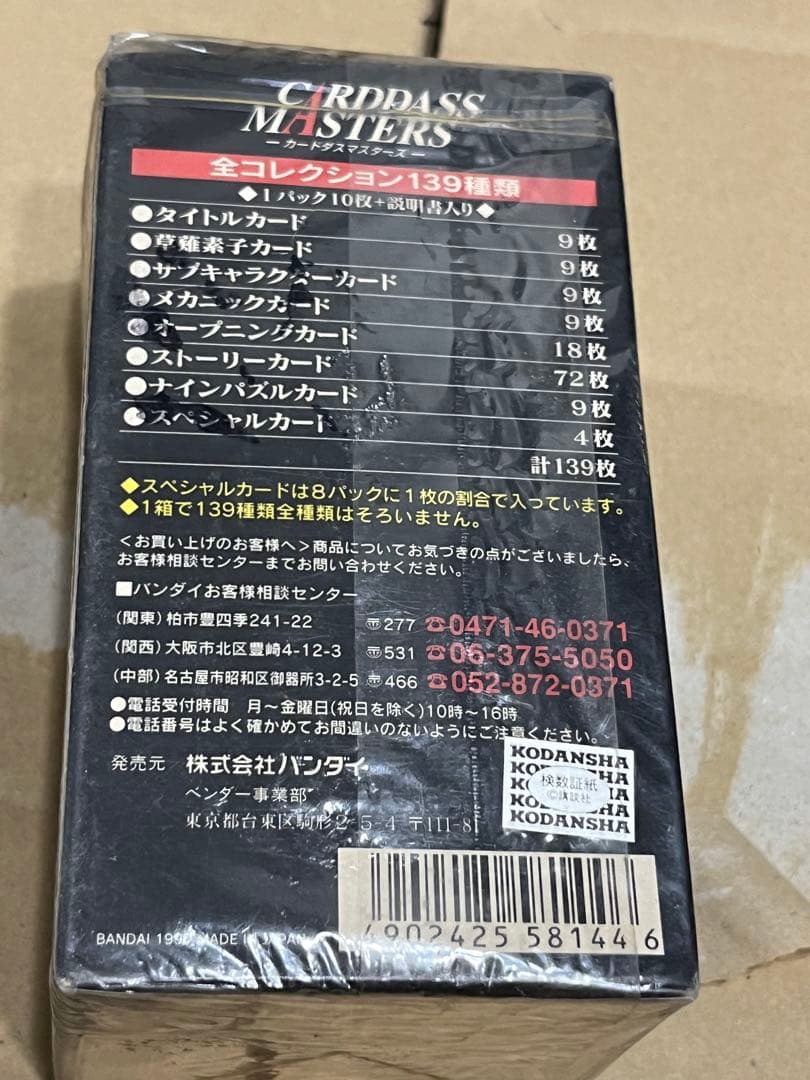 CARDDASS
MASTERS
ーカードダスマスターズー
全コレクション139種類
◆1パック10枚+説明書入り◆
●タイトルカード 9枚
●草薙素子カード 9枚
●サブキャラクターカード 9枚
●メカニックカード 9枚
●オープニングカード 18枚
●ストーリーカード 72枚
●ナインパズルカード 9枚
●スペシャルカード 4枚
計139枚
◆スペシャルカードは8パックに1枚の割合で入っています。
◆1箱で139種類全種類はそろいません。
<お買い上げのお客様へ>商品についてお気づきの点がございましたら、
お客様相談センターまでお問い合わせください。
■バンダイお客様相談センター
(関東)柏市豊四季241-22 〠277 ☎0471-46-0371
(関西)大阪市北区豊崎4-12-3 〠531 ☎06-375-5050
(中部)名古屋市昭和区御器所3-2-5 〠466 ☎052-872-0371
●電話受付時間 月〜金曜日(祝日を除く)10時〜16時
●電話番号はよく確かめてお間違いのないようにご注意ください。
発売元 株式会社バンダイ
ベンダー事業部
東京都台東区駒形2-5-4 〒111-81
KODANSHA
検数証紙
©講談社
KODANSHA
BANDAI MADE IN JAPAN
4902425 581446